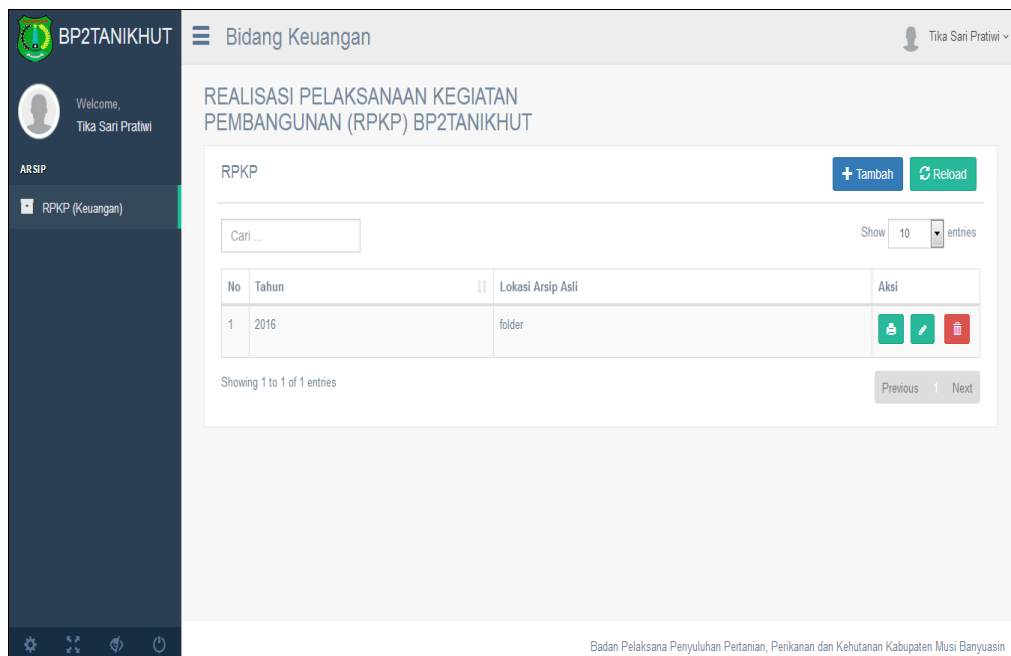 BP2TANIKHUT
Bidang Keuangan
Tika Sari Pratiwi
Welcome,
Tika Sari Pratiwi
ARSIP
RPKP (Keuangan)
REALISASI PELAKSANAAN KEGIATAN
PEMBANGUNAN (RPKP) BP2TANIKHUT
RPKP
Tambah
Reload
Cari ...
Show 10 entries
No Tahun Lokasi Arsip Asli Aksi
1 2016 folder
Showing 1 to 1 of 1 entries
Previous 1 Next
Badan Pelaksana Penyuluhan Pertanian, Perikanan dan Kehutanan Kabupaten Musi Banyuasin